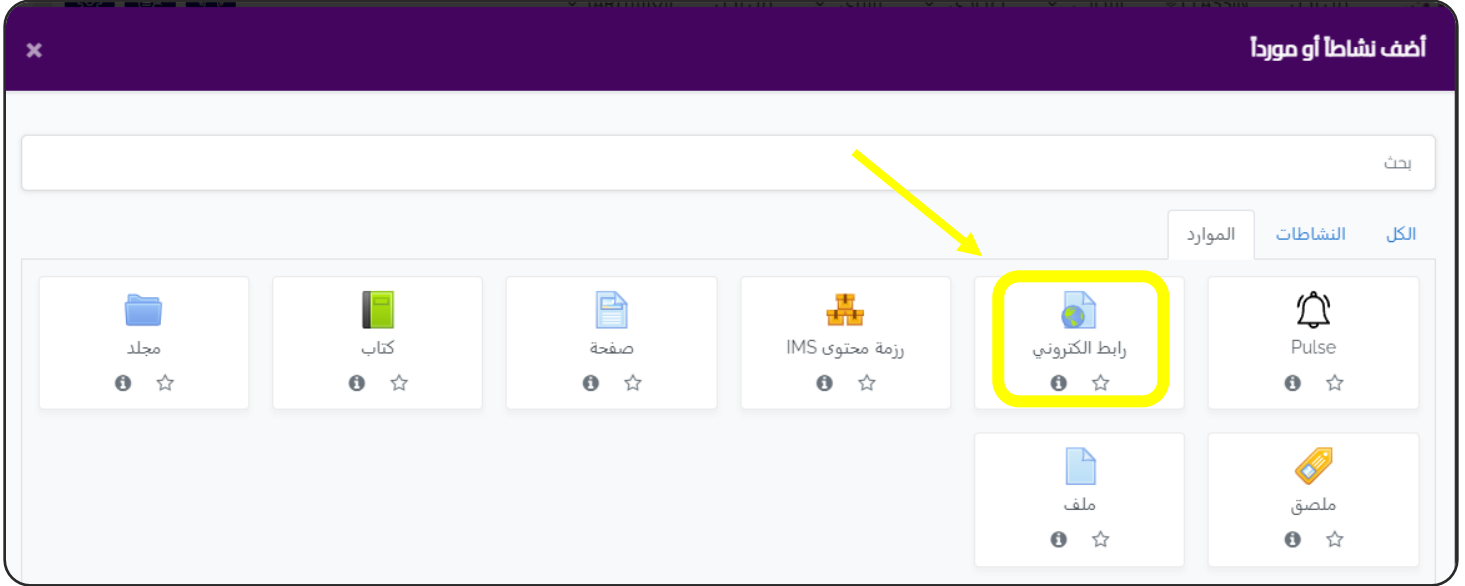 أضف نشاطاً أو مورداً
بحث
الكل النشاطات الموارد
Pulse
رابط الكتروني
رزمة محتوى IMS
صفحة
كتاب
مجلد
ملصق
ملف